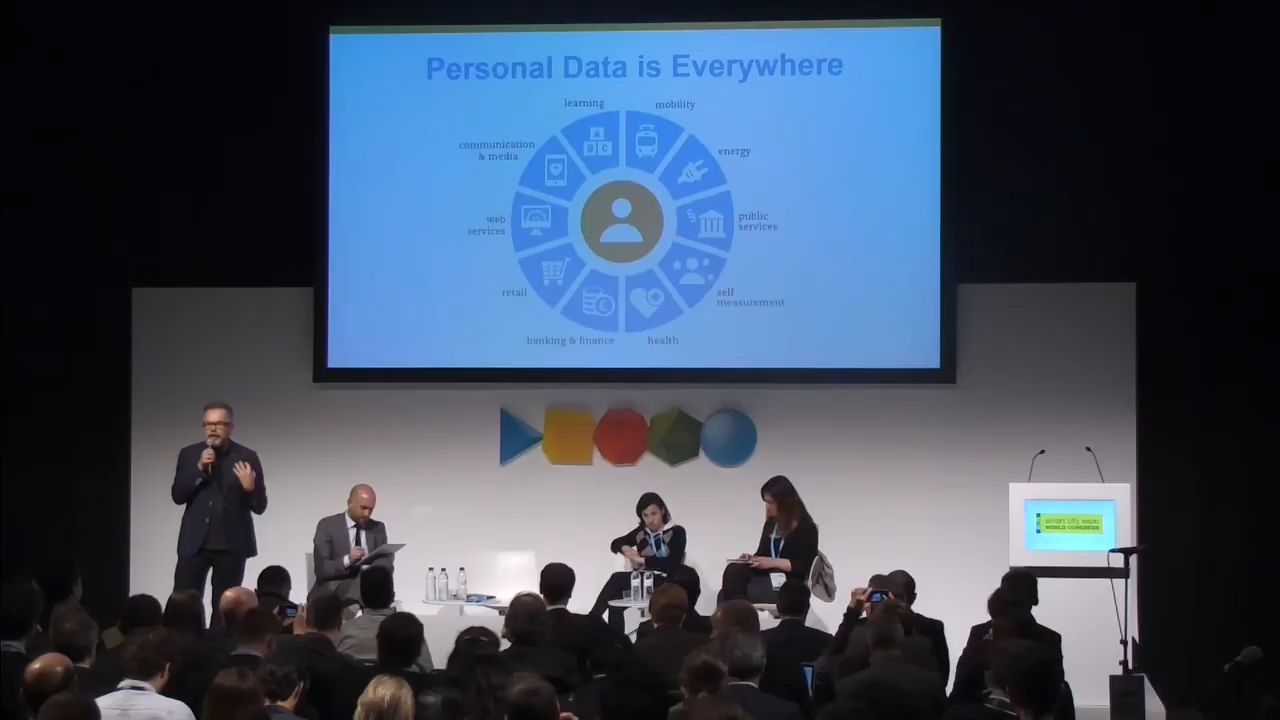 Personal Data is Everywhere
learning
mobility
communication
& media
energy
A
B C
web
services
§
public
services
retail
€
self
measurement
banking & finance
health
smart city expo
WORLD CONGRESS